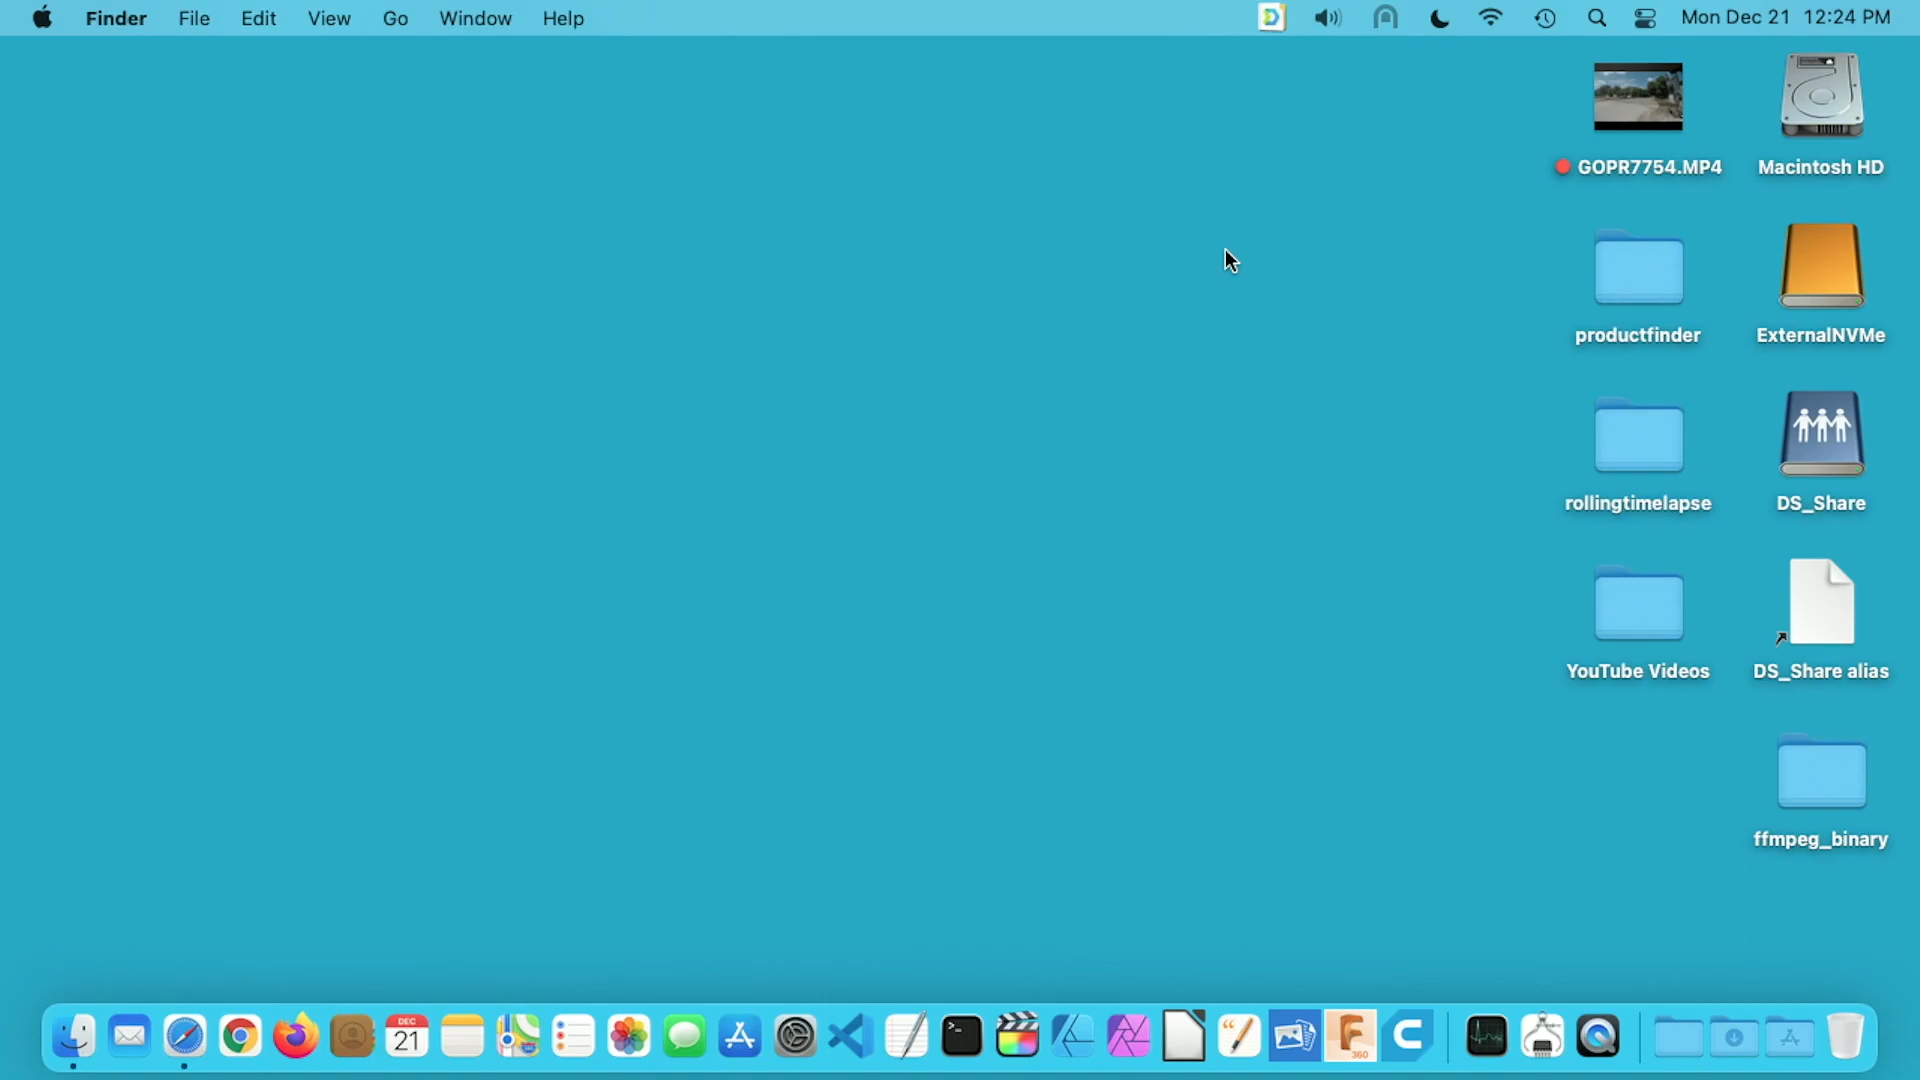 Finder File Edit View Go Window Help Mon Dec 21 12:24 PM
GOPR7754.MP4 Macintosh HD
productfinder ExternalNVMe
rollingtimelapse DS_Share
YouTube Videos DS_Share alias
ffmpeg_binary
DEC
21
>_
360